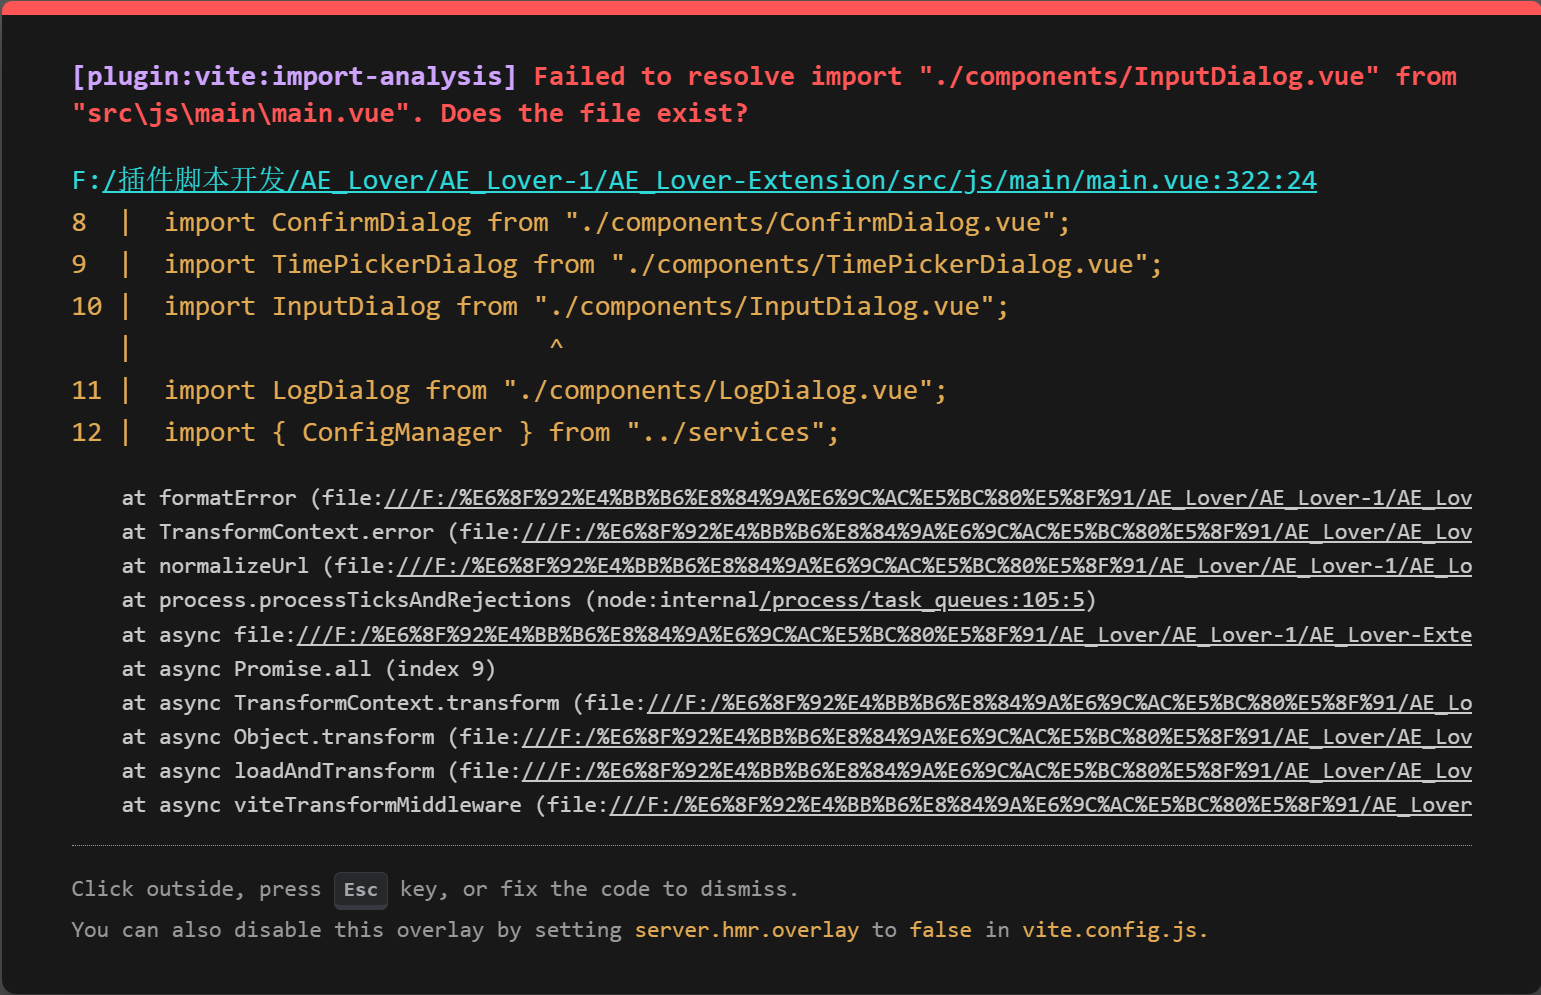 [plugin:vite:import-analysis] Failed to resolve import "./components/InputDialog.vue" from
"src\js\main\main.vue". Does the file exist?
F:/插件脚本开发/AE_Lover/AE_Lover-1/AE_Lover-Extension/src/js/main/main.vue:322:24
8  |  import ConfirmDialog from "./components/ConfirmDialog.vue";
9  |  import TimePickerDialog from "./components/TimePickerDialog.vue";
10 |  import InputDialog from "./components/InputDialog.vue";
   |                           ^
11 |  import LogDialog from "./components/LogDialog.vue";
12 |  import { ConfigManager } from "../services";
at formatError (file:///F:/%E6%8F%92%E4%BB%B6%E8%84%9A%E6%9C%AC%E5%BC%80%E5%8F%91/AE_Lover/AE_Lover-1/AE_Lov
at TransformContext.error (file:///F:/%E6%8F%92%E4%BB%B6%E8%84%9A%E6%9C%AC%E5%BC%80%E5%8F%91/AE_Lover/AE_Lov
at normalizeUrl (file:///F:/%E6%8F%92%E4%BB%B6%E8%84%9A%E6%9C%AC%E5%BC%80%E5%8F%91/AE_Lover/AE_Lover-1/AE_Lo
at process.processTicksAndRejections (node:internal/process/task_queues:105:5)
at async file:///F:/%E6%8F%92%E4%BB%B6%E8%84%9A%E6%9C%AC%E5%BC%80%E5%8F%91/AE_Lover/AE_Lover-1/AE_Lover-Exte
at async Promise.all (index 9)
at async TransformContext.transform (file:///F:/%E6%8F%92%E4%BB%B6%E8%84%9A%E6%9C%AC%E5%BC%80%E5%8F%91/AE_Lo
at async Object.transform (file:///F:/%E6%8F%92%E4%BB%B6%E8%84%9A%E6%9C%AC%E5%BC%80%E5%8F%91/AE_Lover/AE_Lov
at async loadAndTransform (file:///F:/%E6%8F%92%E4%BB%B6%E8%84%9A%E6%9C%AC%E5%BC%80%E5%8F%91/AE_Lover/AE_Lov
at async viteTransformMiddleware (file:///F:/%E6%8F%92%E4%BB%B6%E8%84%9A%E6%9C%AC%E5%BC%80%E5%8F%91/AE_Lover
Click outside, press Esc key, or fix the code to dismiss.
You can also disable this overlay by setting server.hmr.overlay to false in vite.config.js.